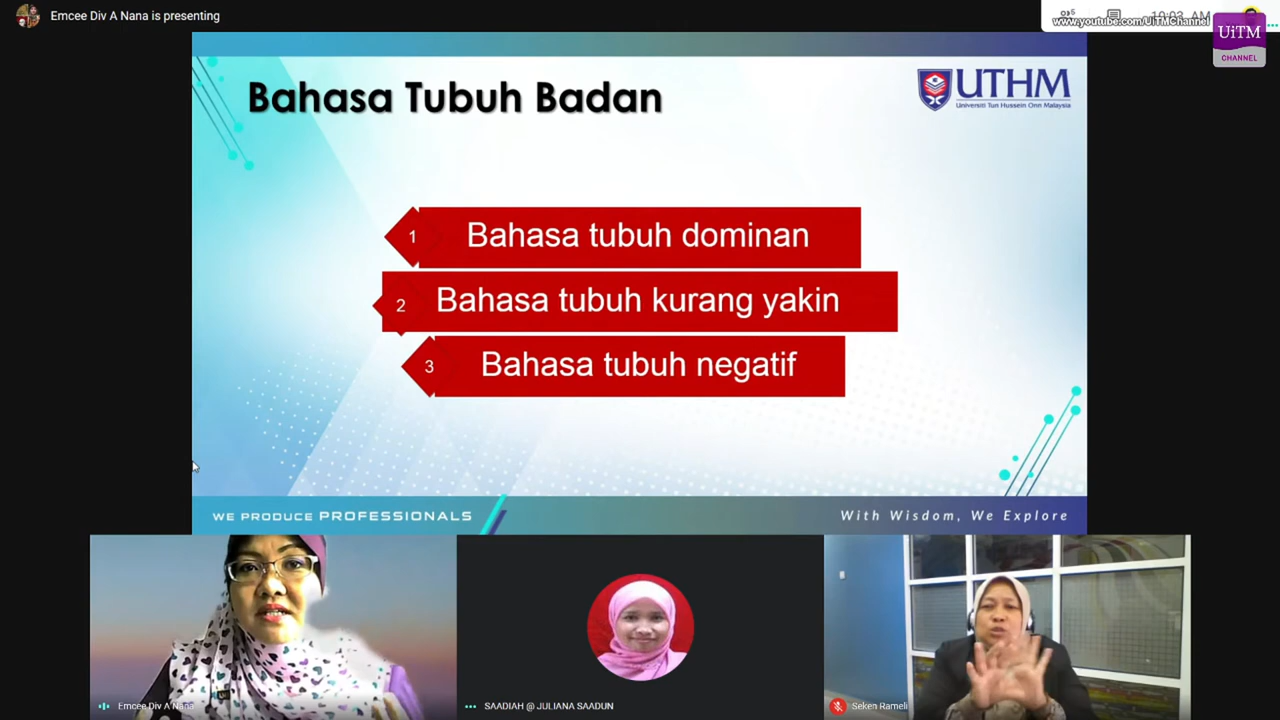 Emcee Div A Nana is presenting
www.youtube.com/UiTMChannel
UiTM
CHANNEL
Bahasa Tubuh Badan
UTHM
Universiti Tun Hussein Onn Malaysia
1 Bahasa tubuh dominan
2 Bahasa tubuh kurang yakin
3 Bahasa tubuh negatif
WE PRODUCE PROFESSIONALS
With Wisdom, We Explore
Emcee Div A Nana
SAADIAH @ JULIANA SAADUN
Seken Rameli